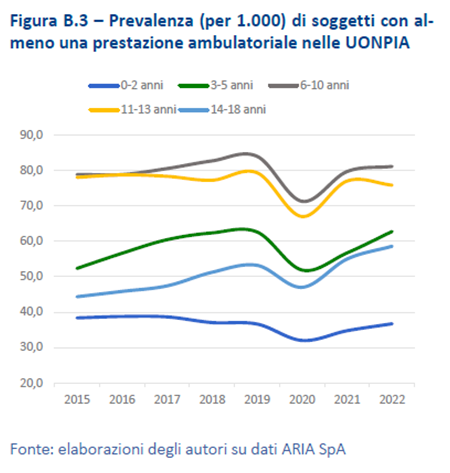 Figura B.3 – Prevalenza (per 1.000) di soggetti con al-
meno una prestazione ambulatoriale nelle UONPIA
0-2 anni 3-5 anni 6-10 anni
11-13 anni 14-18 anni
90,0
80,0
70,0
60,0
50,0
40,0
30,0
20,0
2015 2016 2017 2018 2019 2020 2021 2022
Fonte: elaborazioni degli autori su dati ARIA SpA